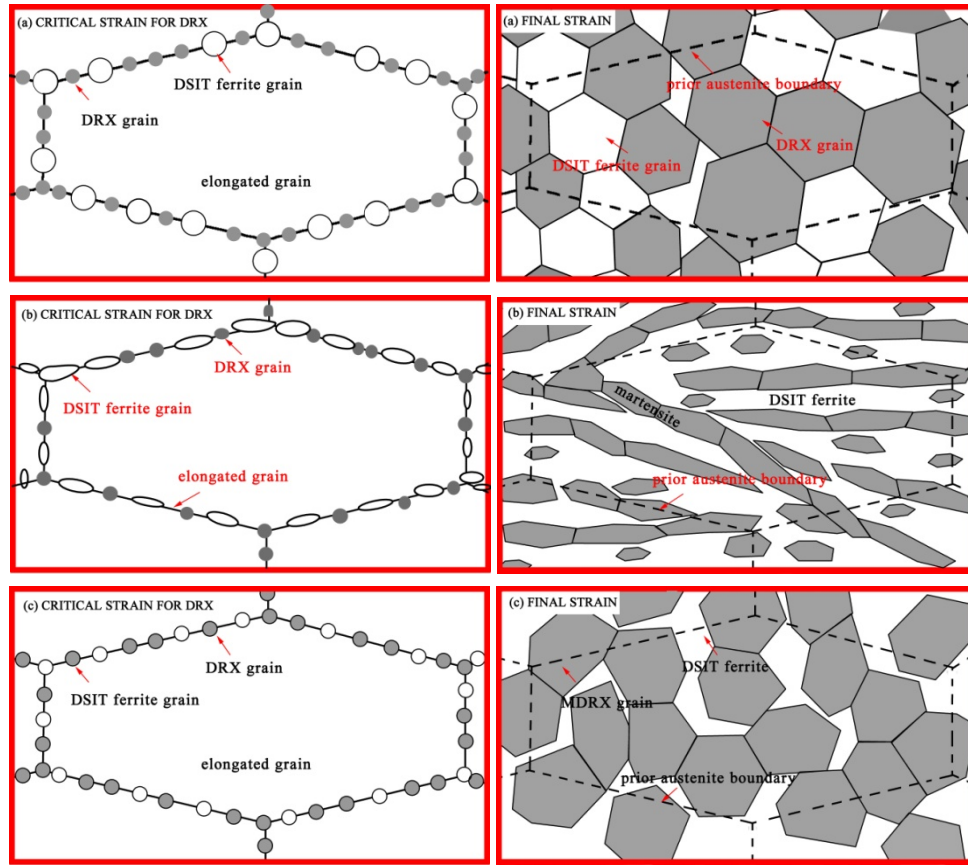 (a) CRITICAL STRAIN FOR DRX
DSIT ferrite grain
DRX grain
elongated grain
(a) FINAL STRAIN
prior austenite boundary
DRX grain
DSIT ferrite grain
(b) CRITICAL STRAIN FOR DRX
DRX grain
DSIT ferrite grain
elongated grain
(b) FINAL STRAIN
martensite
DSIT ferrite
prior austenite boundary
(c) CRITICAL STRAIN FOR DRX
DRX grain
DSIT ferrite grain
elongated grain
(c) FINAL STRAIN
DSIT ferrite
MDRX grain
prior austenite boundary